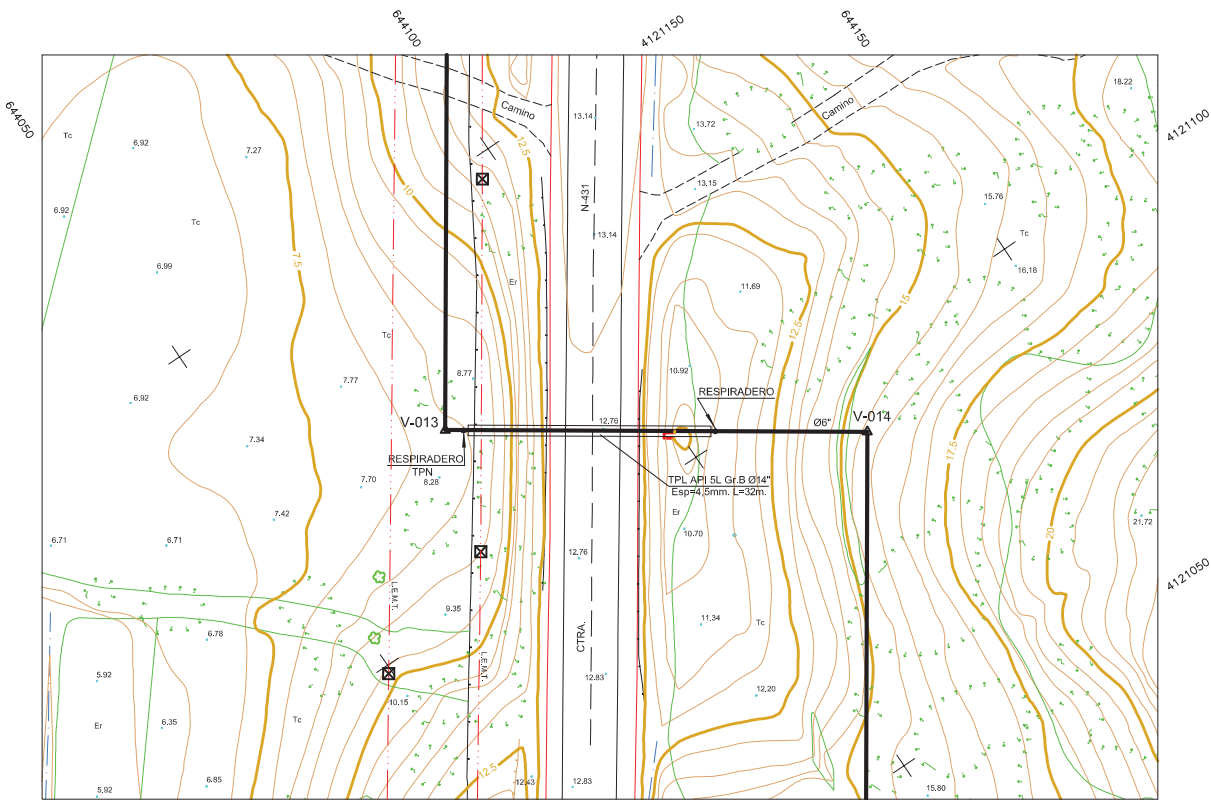 644100
4121150
644150
644050
4121100
18.22
Camino
Camino
13.14
13.72
12.5
Tc
6.92
7.27
N-431
10
13.15
15.76
6.92
Tc
Tc
13.14
7.5
6.99
16.18
Er
11.69
15
12.5
Tc
10.92
7.77
8.77
6.92
RESPIRADERO
V-013
12.76
Ø6"
V-014
7.34
17.5
RESPIRADERO
TPN
8.28
TPL API 5L Gr.B Ø14"
Esp=4,5mm. L=32m.
7.70
Er
7.42
10.70
21.72
20
6.71
6.71
12.76
4121050
L.E.M.T.
9.35
11.34
Tc
6.78
CTRA.
L.E.M.T.
5.92
12.83
10.15
12.20
Er
6.35
Tc
12.5
6.85
12.43
12.83
5.92
15.80